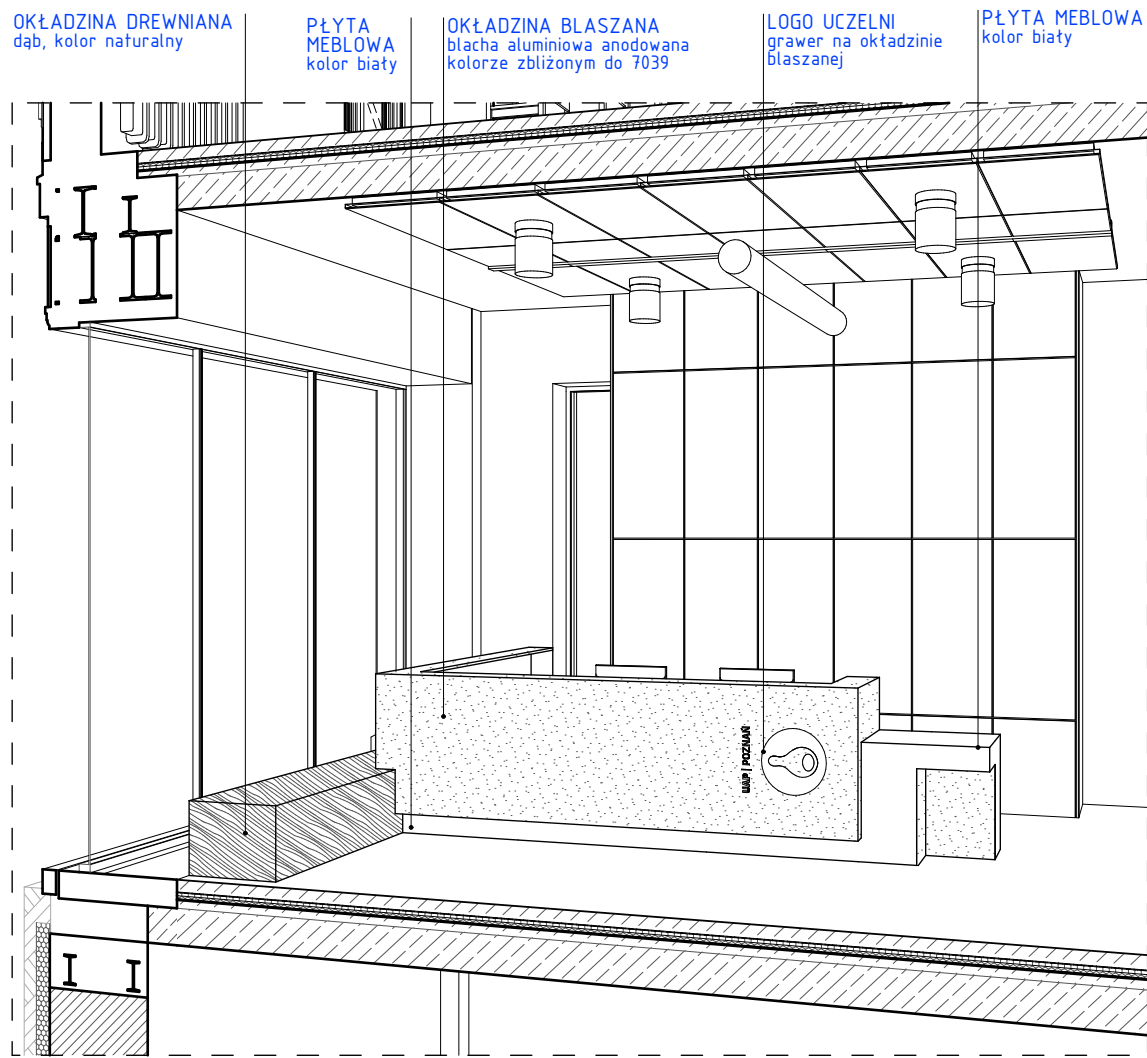 OKŁADZINA DREWNIANA
dąb, kolor naturalny
PŁYTA
MEBLOWA
kolor biały
OKŁADZINA BLASZANA
blacha aluminiowa anodowana
kolorze zbliżonym do 7039
LOGO UCZELNI
grawer na okładzinie
blaszanej
PŁYTA MEBLOWA
kolor biały
UAP | POZNAŃ